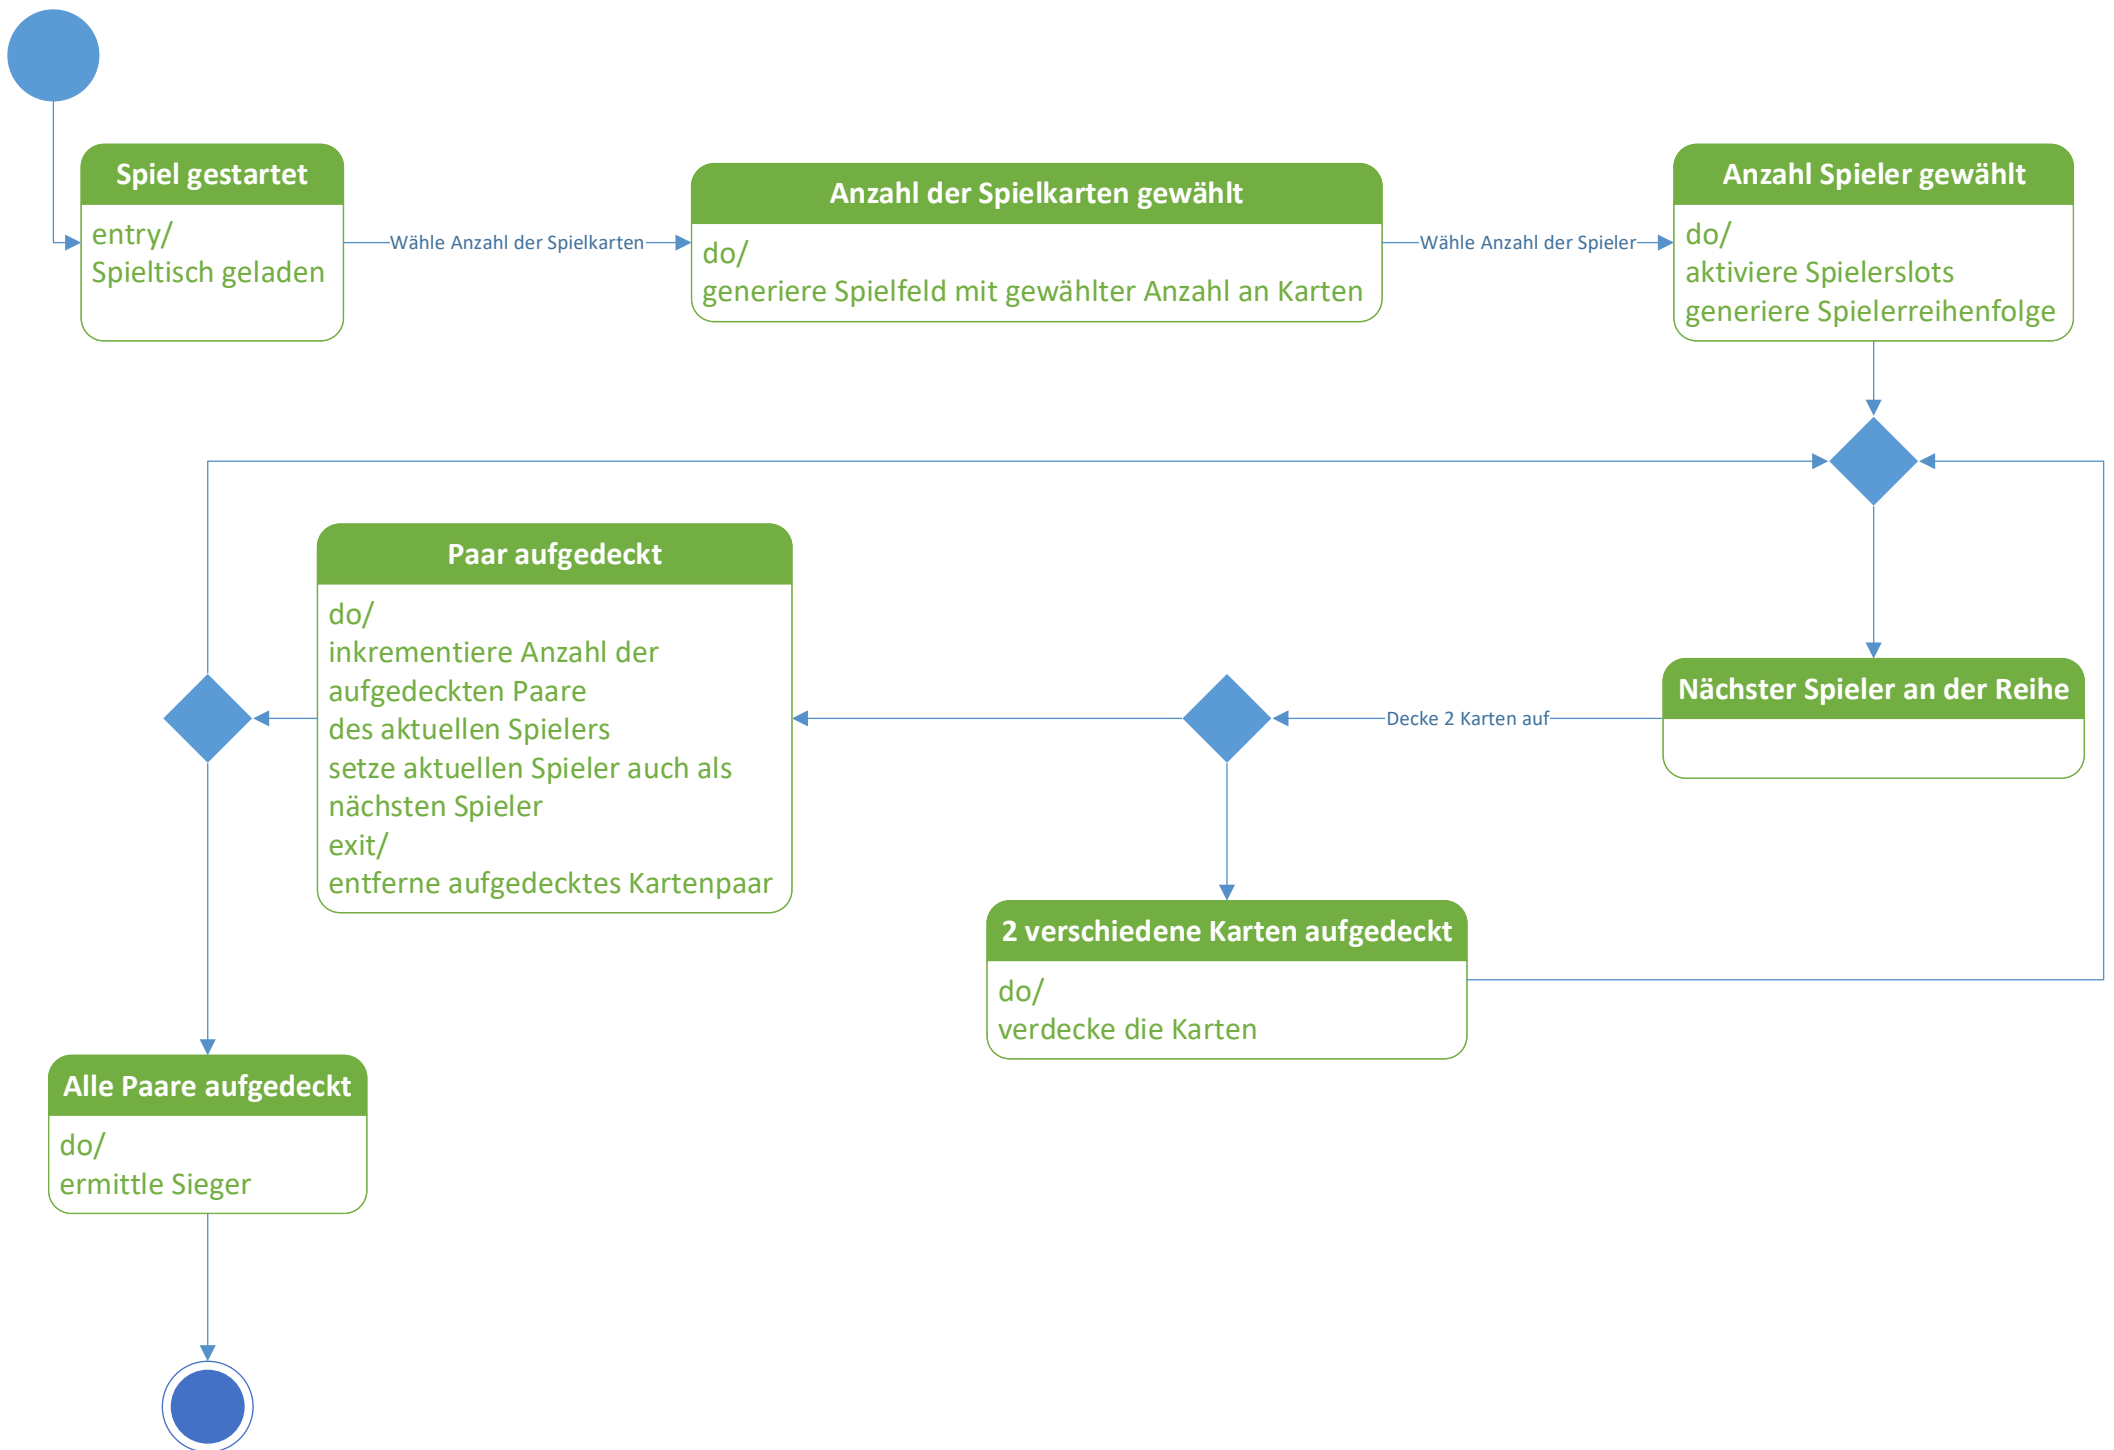 Spiel gestartet
entry/
Spieltisch geladen
Wähle Anzahl der Spielkarten
Anzahl der Spielkarten gewählt
do/
generiere Spielfeld mit gewählter Anzahl an Karten
Wähle Anzahl der Spieler
Anzahl Spieler gewählt
do/
aktiviere Spielerslots
generiere Spielerreihenfolge
Nächster Spieler an der Reihe
Decke 2 Karten auf
Paar aufgedeckt
do/
inkrementiere Anzahl der
aufgedeckten Paare
des aktuellen Spielers
setze aktuellen Spieler auch als
nächsten Spieler
exit/
entferne aufgedecktes Kartenpaar
2 verschiedene Karten aufgedeckt
do/
verdecke die Karten
Alle Paare aufgedeckt
do/
ermittle Sieger